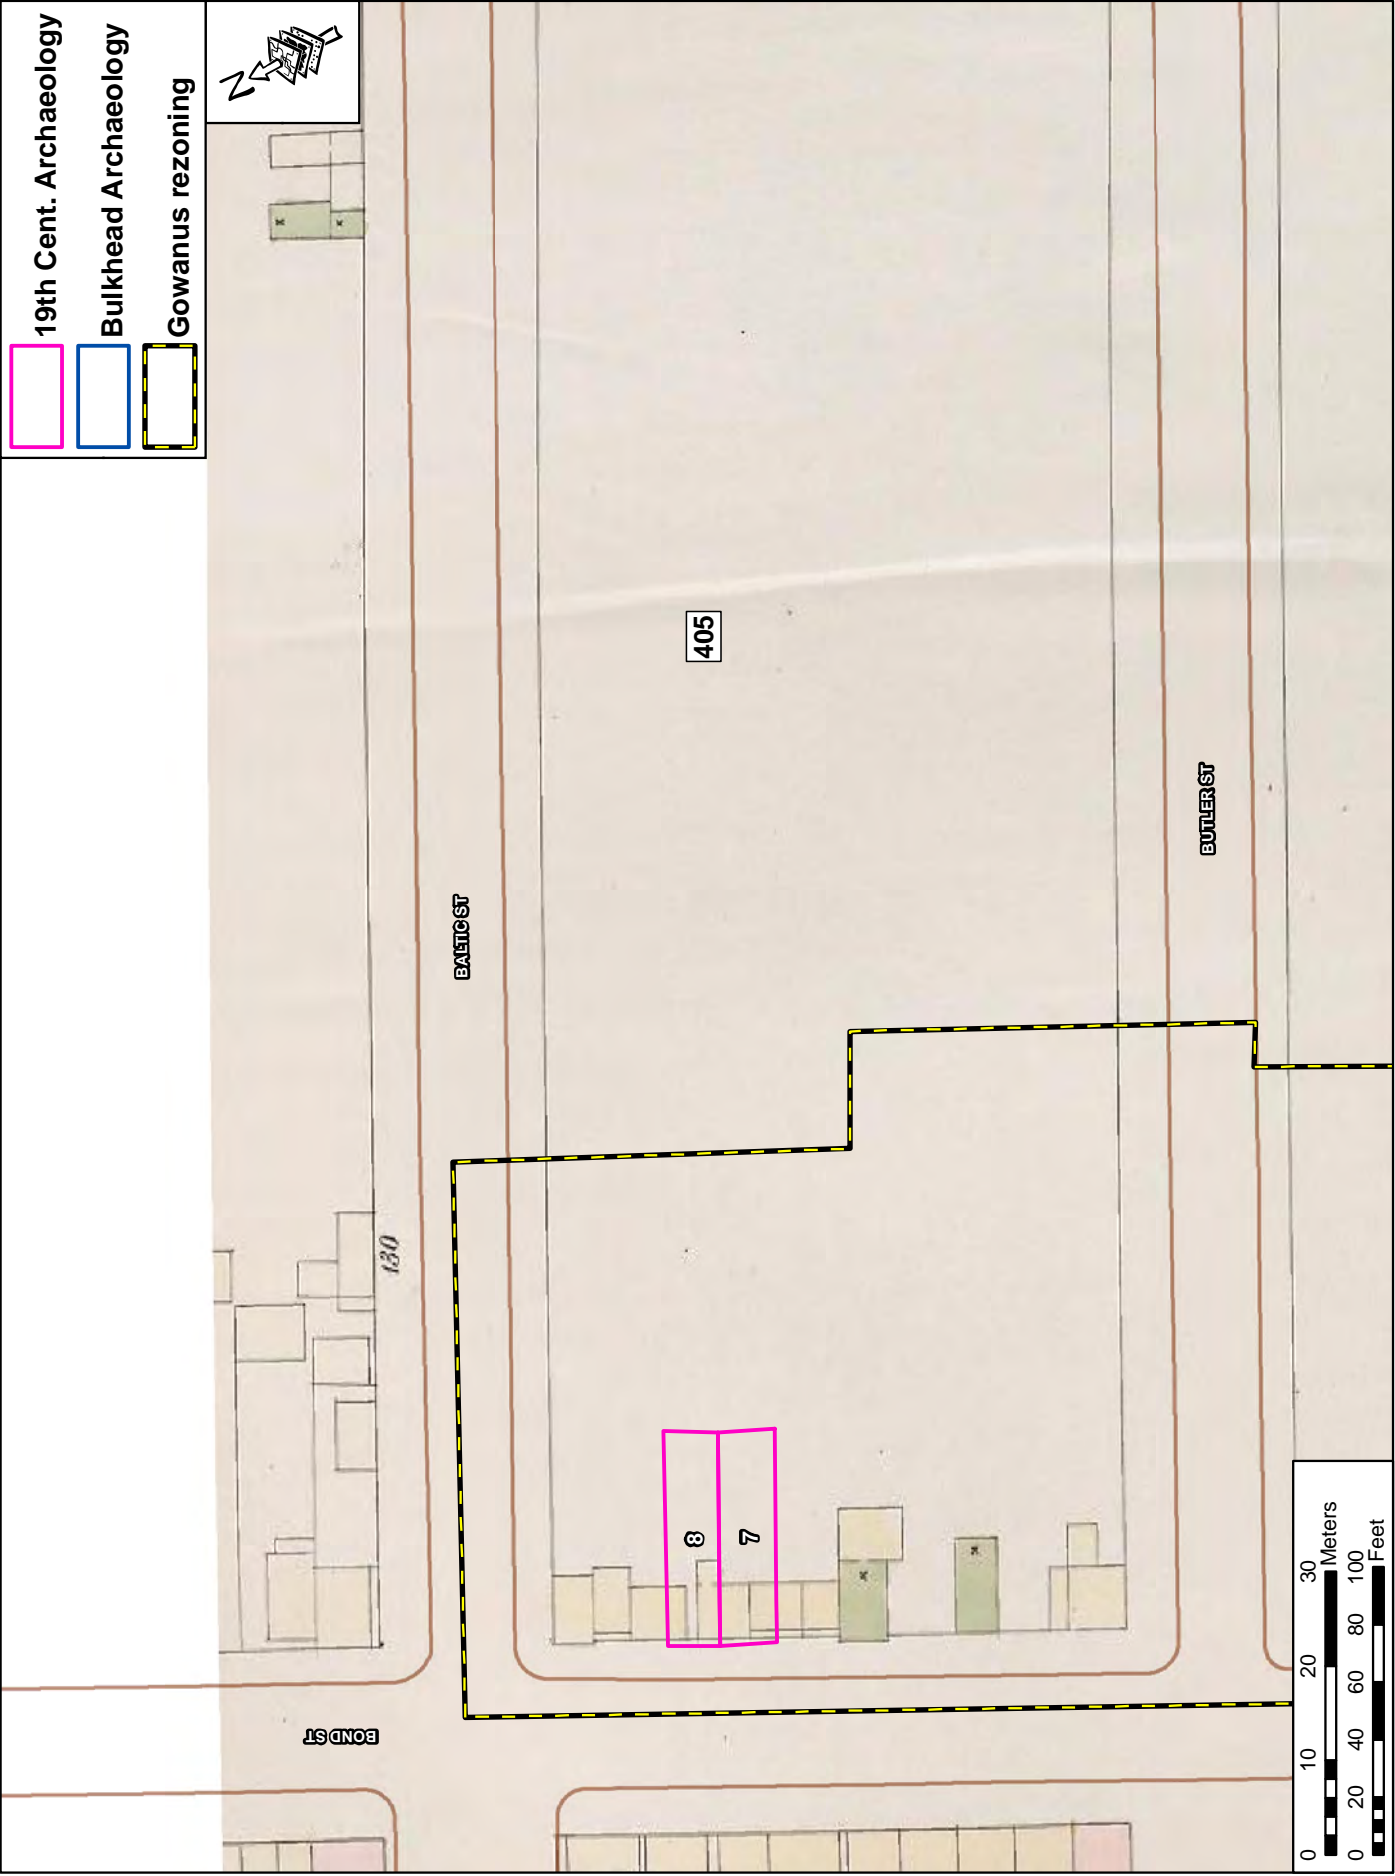 19th Cent. Archaeology
Bulkhead Archaeology
Gowanus rezoning
N
BALTIC ST
405
BUTLER ST
130
8
7
BOND ST
0 10 20 30
Meters
0 20 40 60 80 100
Feet